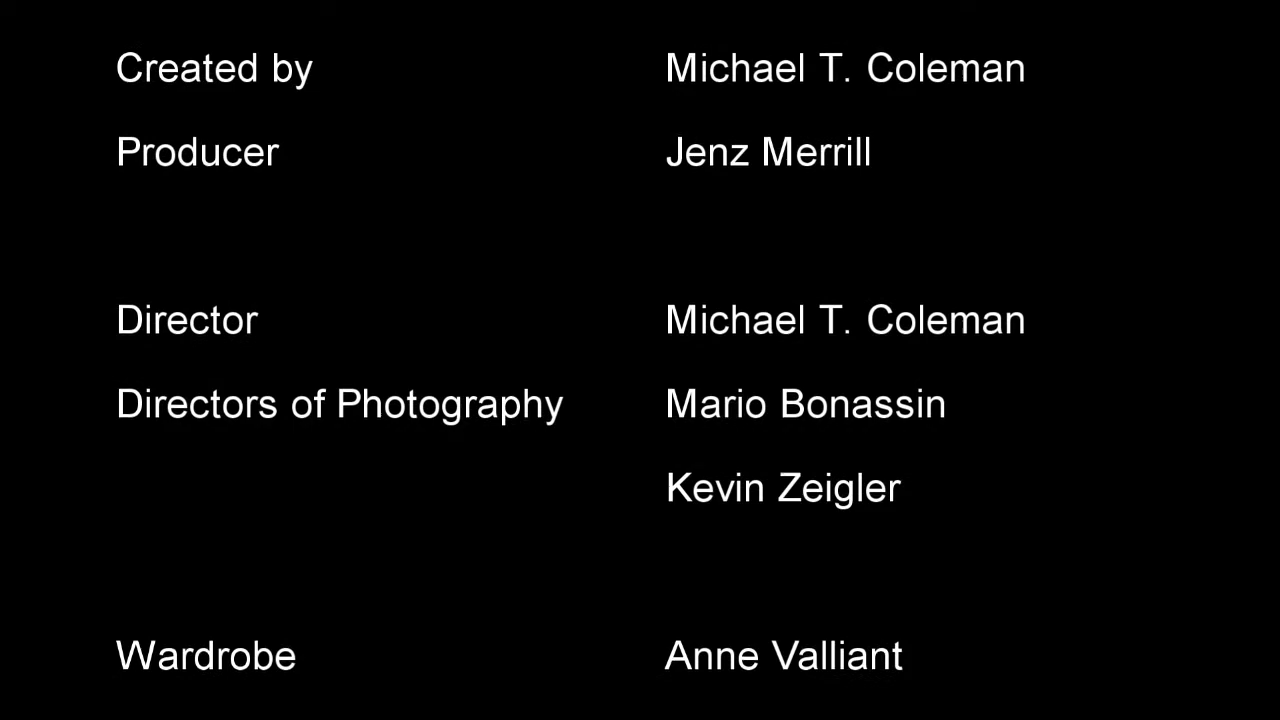 Created by Michael T. Coleman
Producer Jenz Merrill
Director Michael T. Coleman
Directors of Photography Mario Bonassin
Kevin Zeigler
Wardrobe Anne Valliant